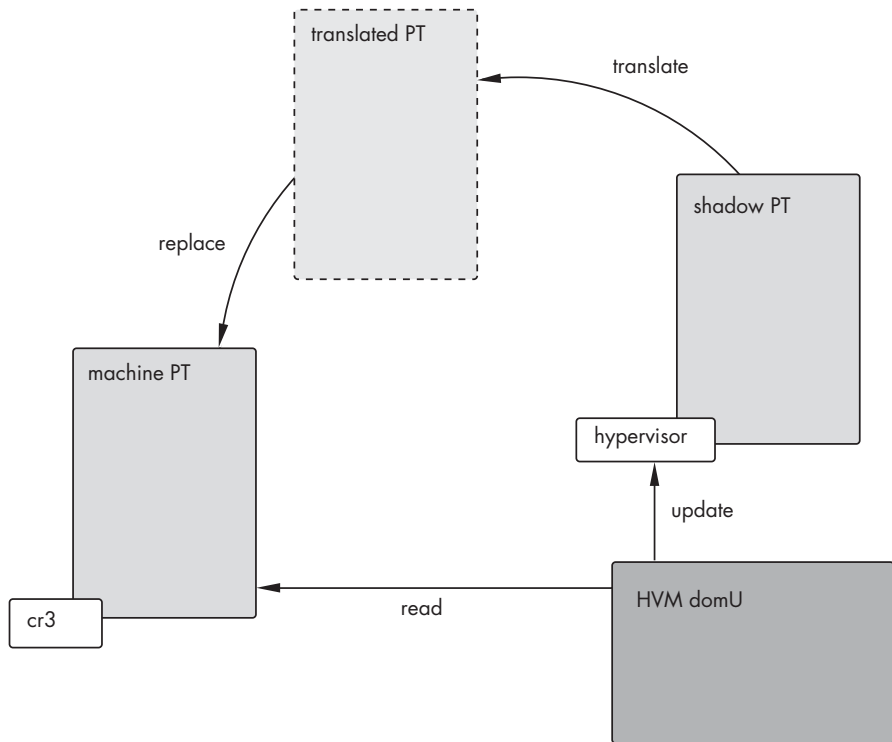 translated PT
translate
shadow PT
replace
machine PT
hypervisor
update
HVM domU
read
cr3